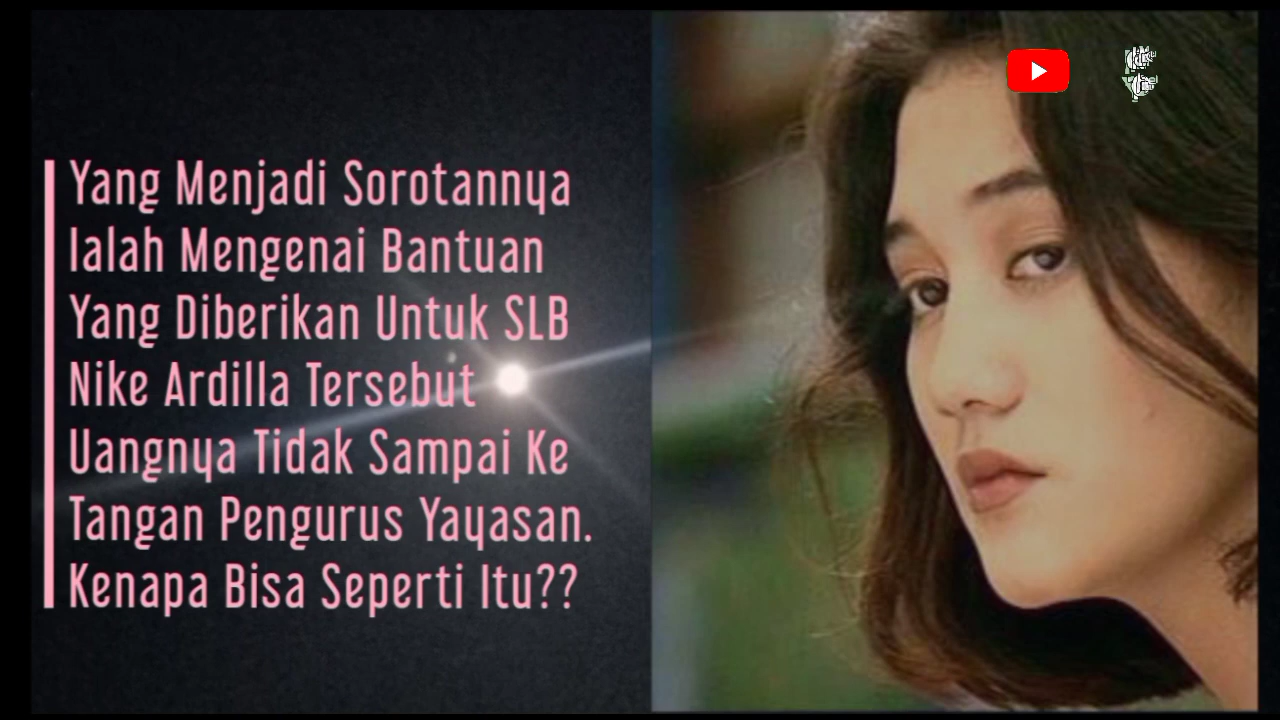 Yang Menjadi Sorotannya
Ialah Mengenai Bantuan
Yang Diberikan Untuk SLB
Nike Ardilla Tersebut
Uangnya Tidak Sampai Ke
Tangan Pengurus Yayasan.
Kenapa Bisa Seperti Itu??